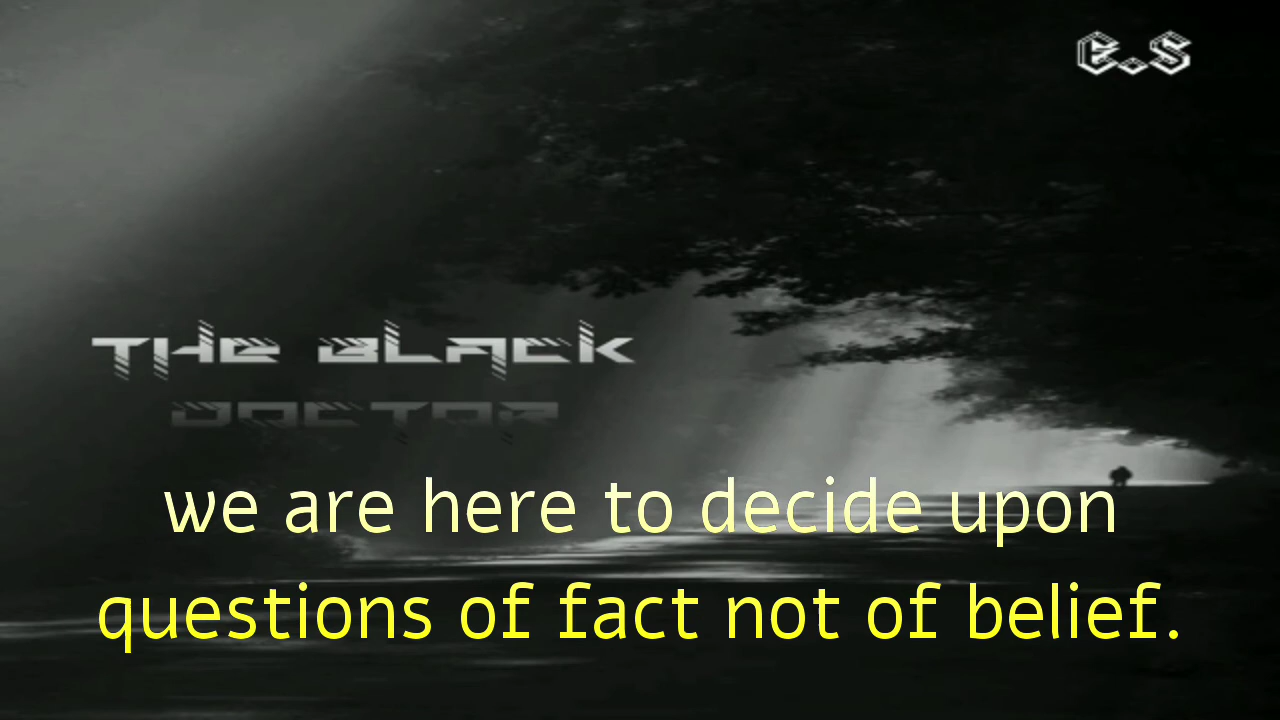 e.s
THE BLACK
DOCTOR
we are here to decide upon
questions of fact not of belief.